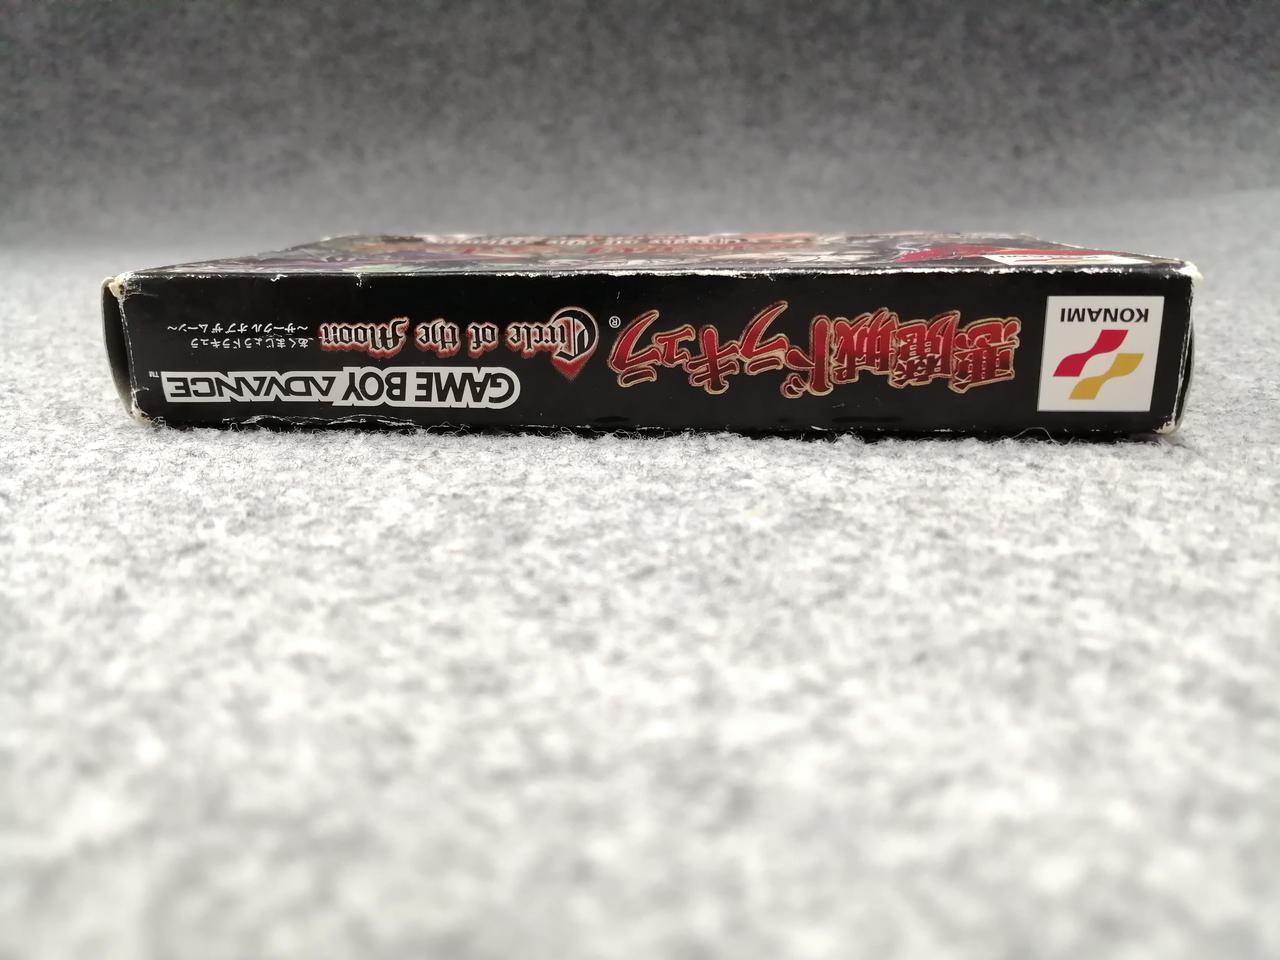 KONAMI
悪魔城ドラキュラ®
Circle of the Moon
あくまじょうドラキュラ
～サークル オブ ザ ムーン～
GAME BOY ADVANCE™